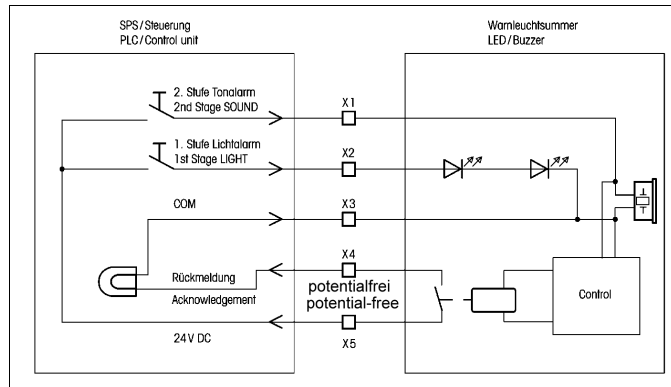 SPS/Steuerung
PLC/Control unit
Warnleuchtsummer
LED/Buzzer
2. Stufe Tonalarm
2nd Stage SOUND
X1
1. Stufe Lichtalarm
1st Stage LIGHT
X2
COM
X3
Rückmeldung
Acknowledgement
X4
potentialfrei
potential-free
Control
24V DC
X5